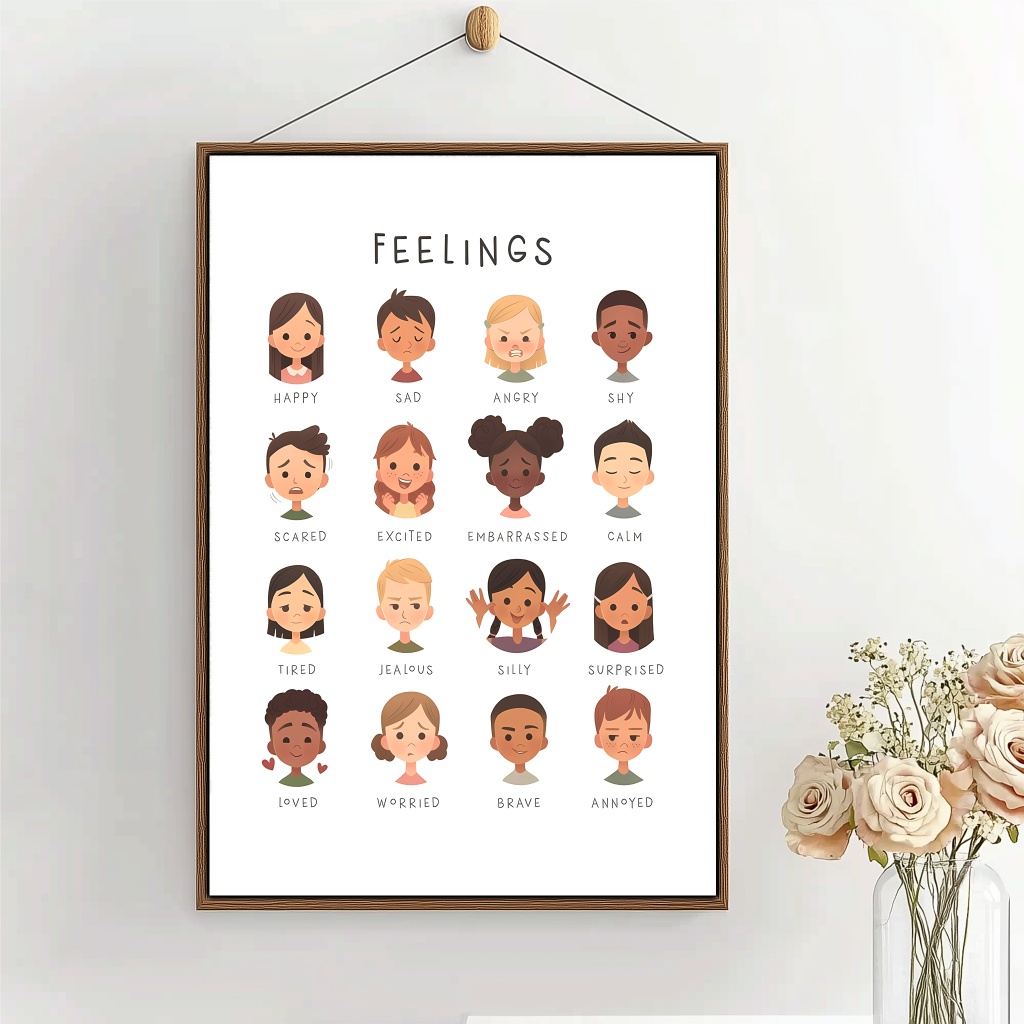 FEELINGS
HAPPY SAD ANGRY SHY
SCARED EXCITED EMBARRASSED CALM
TIRED JEALOUS SILLY SURPRISED
LOVED WORRIED BRAVE ANNOYED